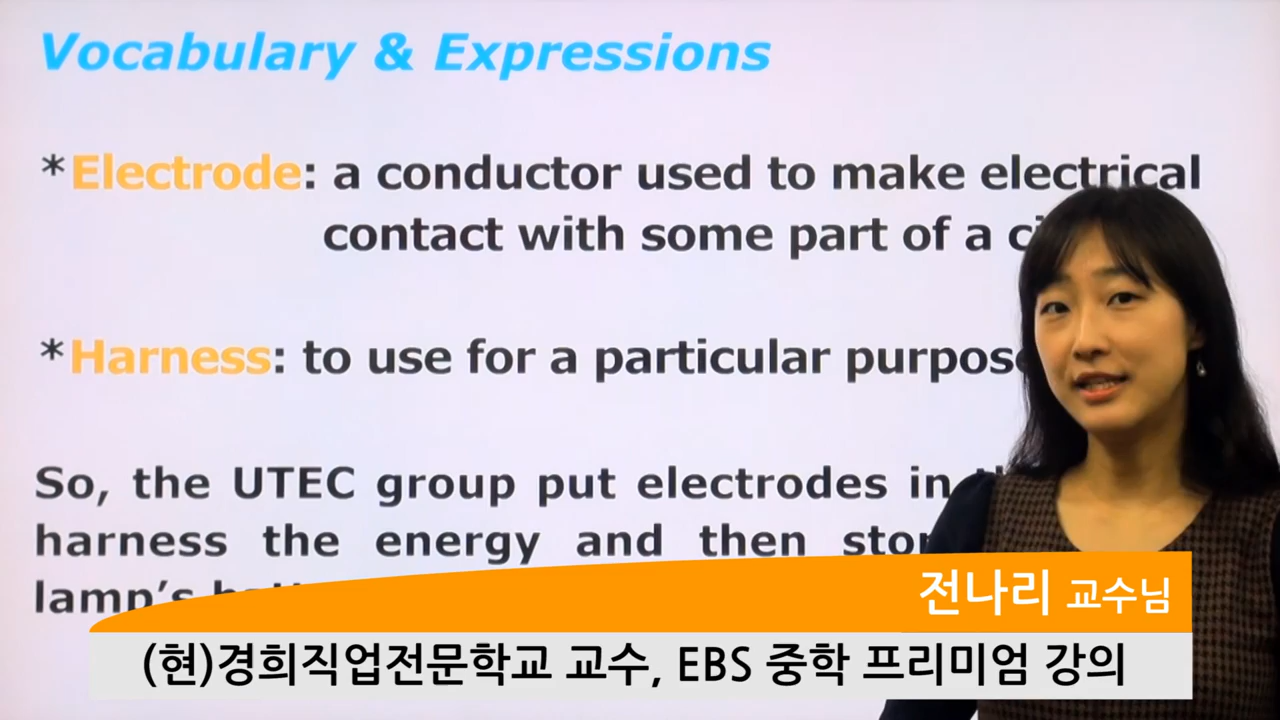 Vocabulary & Expressions
*Electrode: a conductor used to make electrical
contact with some part of a
*Harness: to use for a particular purpose
So, the UTEC group put electrodes in
harness the energy and then
lamp's
전나리 교수님
(현)경희직업전문학교 교수, EBS 중학 프리미엄 강의